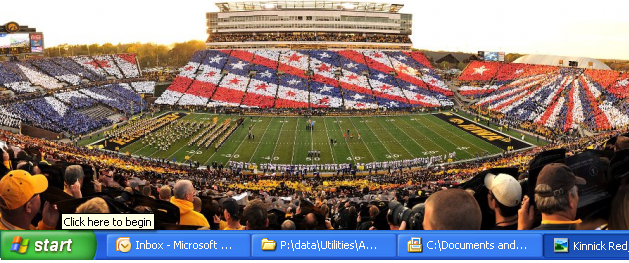 Click here to begin
start
Inbox - Microsoft ...
P:\data\Utilities\A...
C:\Documents and...
Kinnick Red